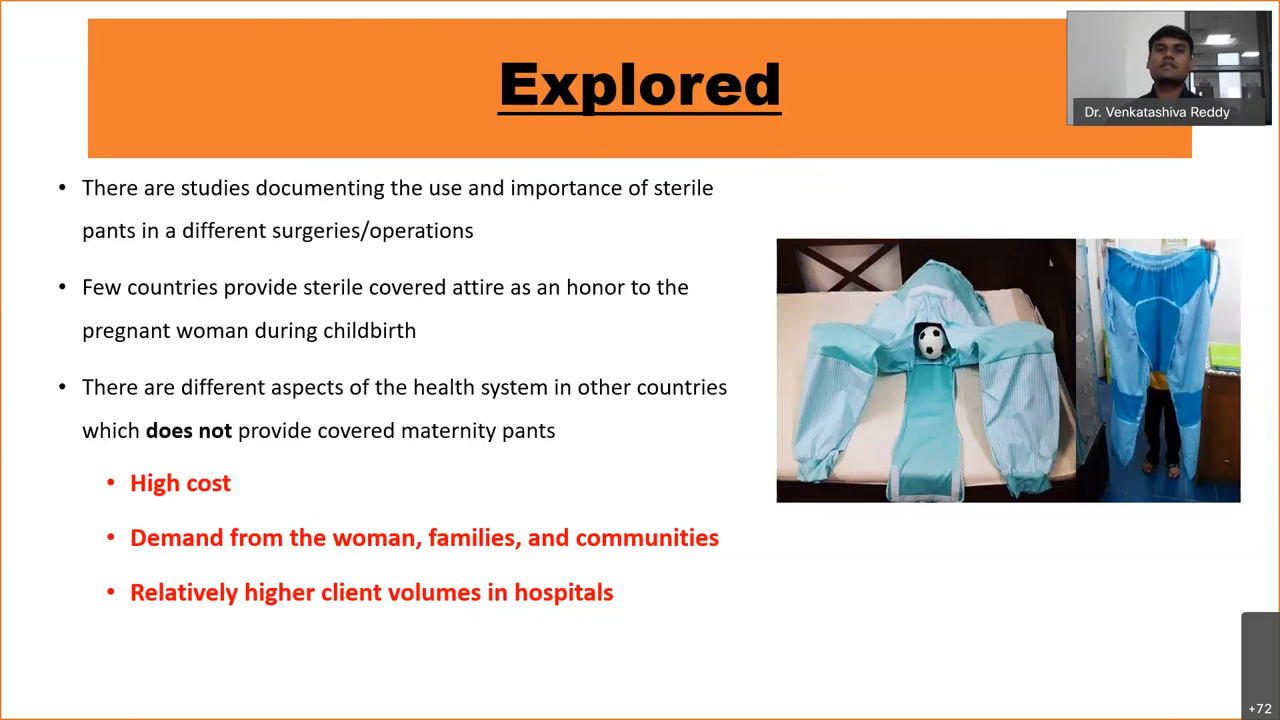 Explored
Dr. Venkatashiva Reddy
• There are studies documenting the use and importance of sterile
pants in a different surgeries/operations
• Few countries provide sterile covered attire as an honor to the
pregnant woman during childbirth
• There are different aspects of the health system in other countries
which does not provide covered maternity pants
• High cost
• Demand from the woman, families, and communities
• Relatively higher client volumes in hospitals
+72